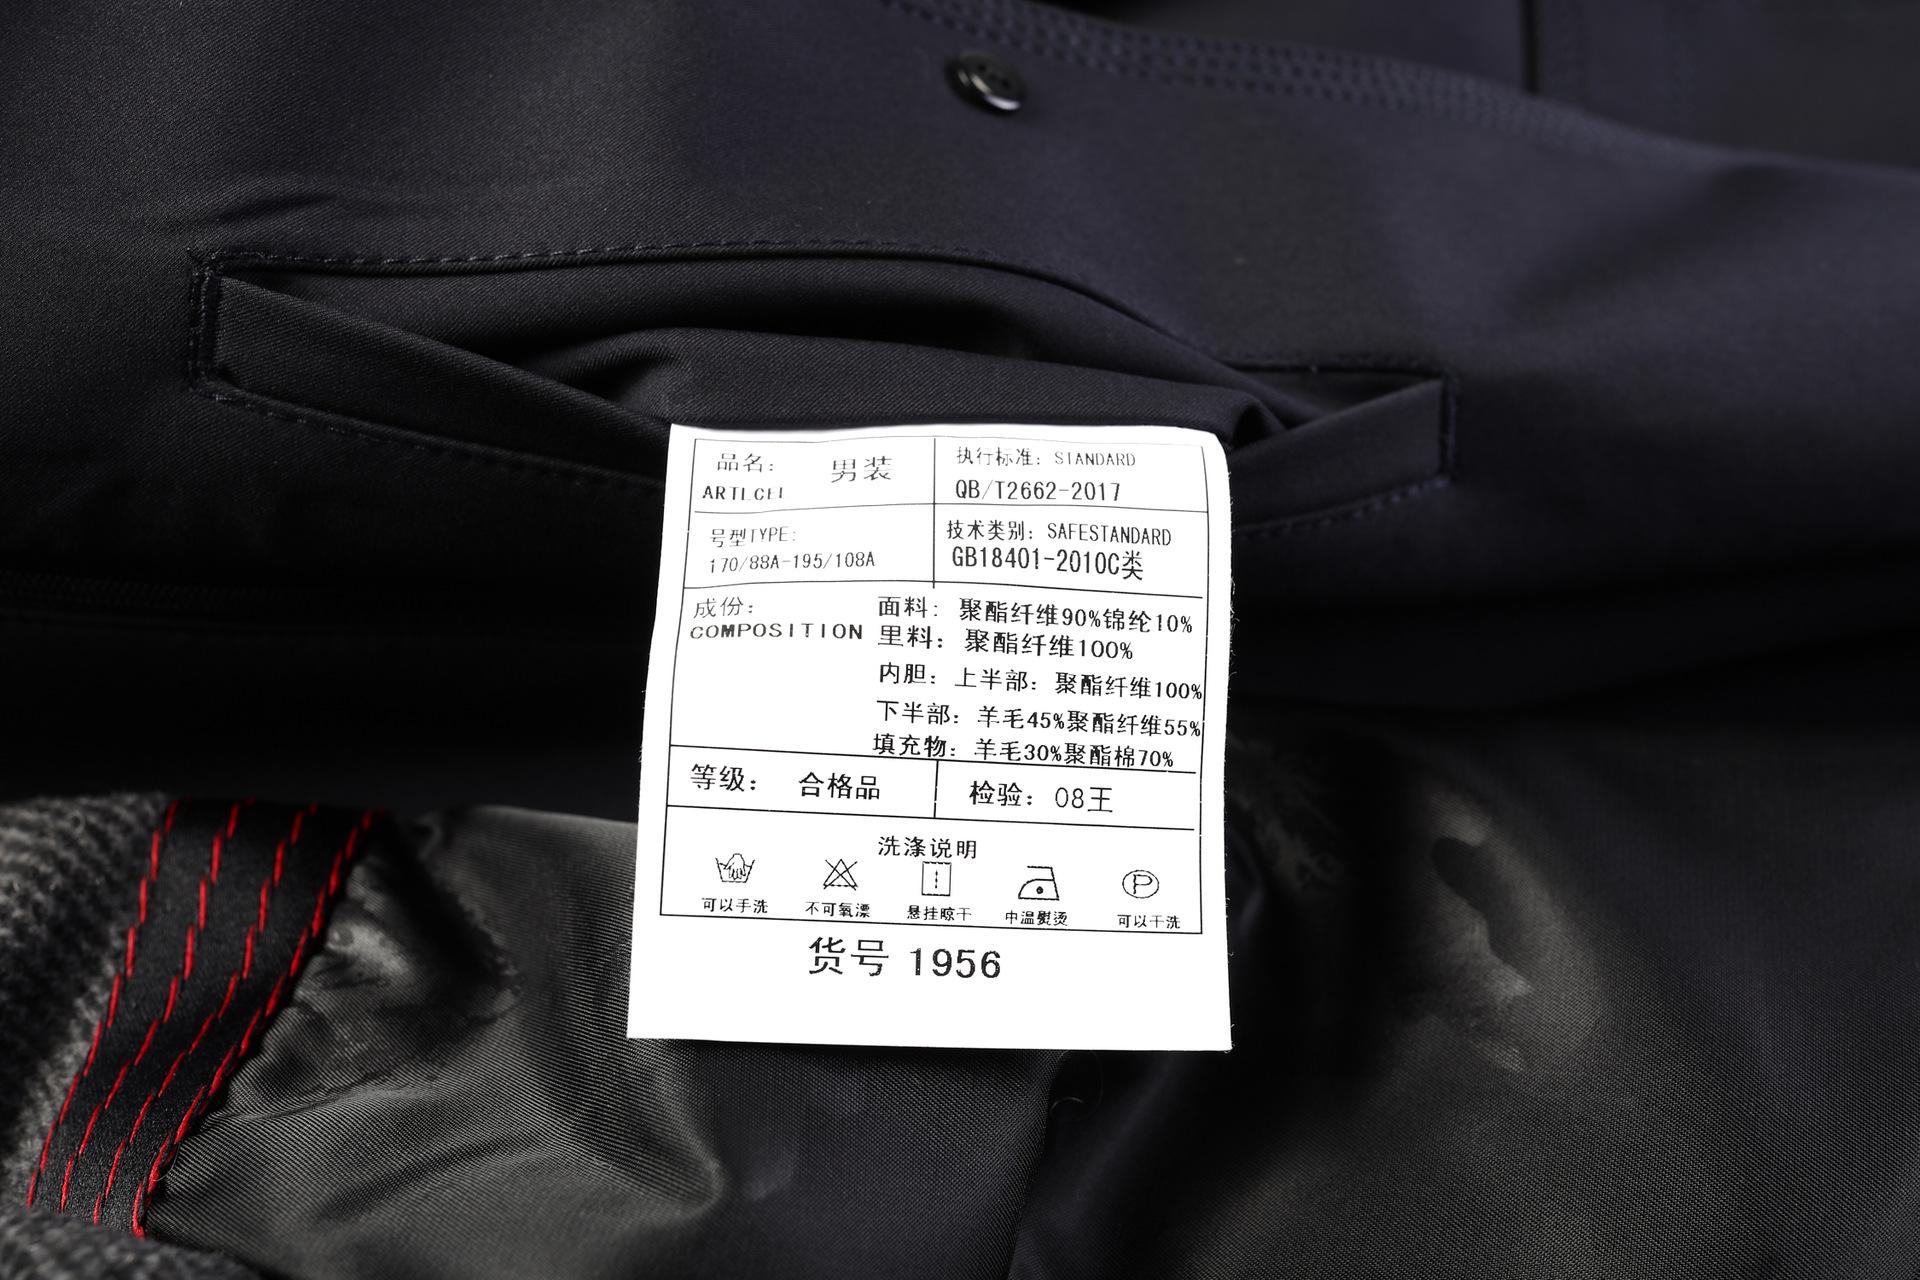 品名: 男装
ARTLCEL
执行标准: STANDARD
QB/T2662-2017
号型TYPE:
170/88A-195/108A
技术类别: SAFESTANDARD
GB18401-2010C类
成份:
COMPOSITION
面料: 聚酯纤维90%锦纶10%
里料: 聚酯纤维100%
内胆: 上半部: 聚酯纤维100%
下半部: 羊毛45%聚酯纤维55%
填充物: 羊毛30%聚酯棉70%
等级: 合格品
检验: 08王
洗涤说明
P
可以手洗 不可氧漂 悬挂晾干 中温熨烫 可以干洗
货号 1956